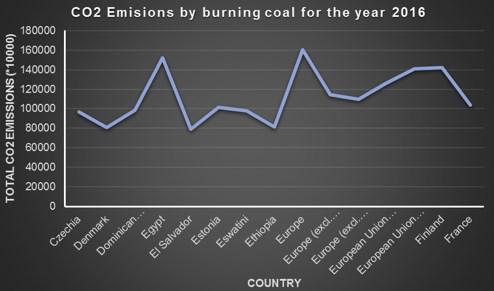 CO2 Emisions by burning coal for the year 2016
TOTAL CO2 EMISSIONS (*10000)
180000
160000
140000
120000
100000
80000
60000
40000
20000
0
Czechia
Denmark
Dominican...
Egypt
El Salvador
Estonia
Eswatini
Ethiopia
Europe
Europe (excl....
Europe (excl....
European Union...
European Union...
Finland
France
COUNTRY